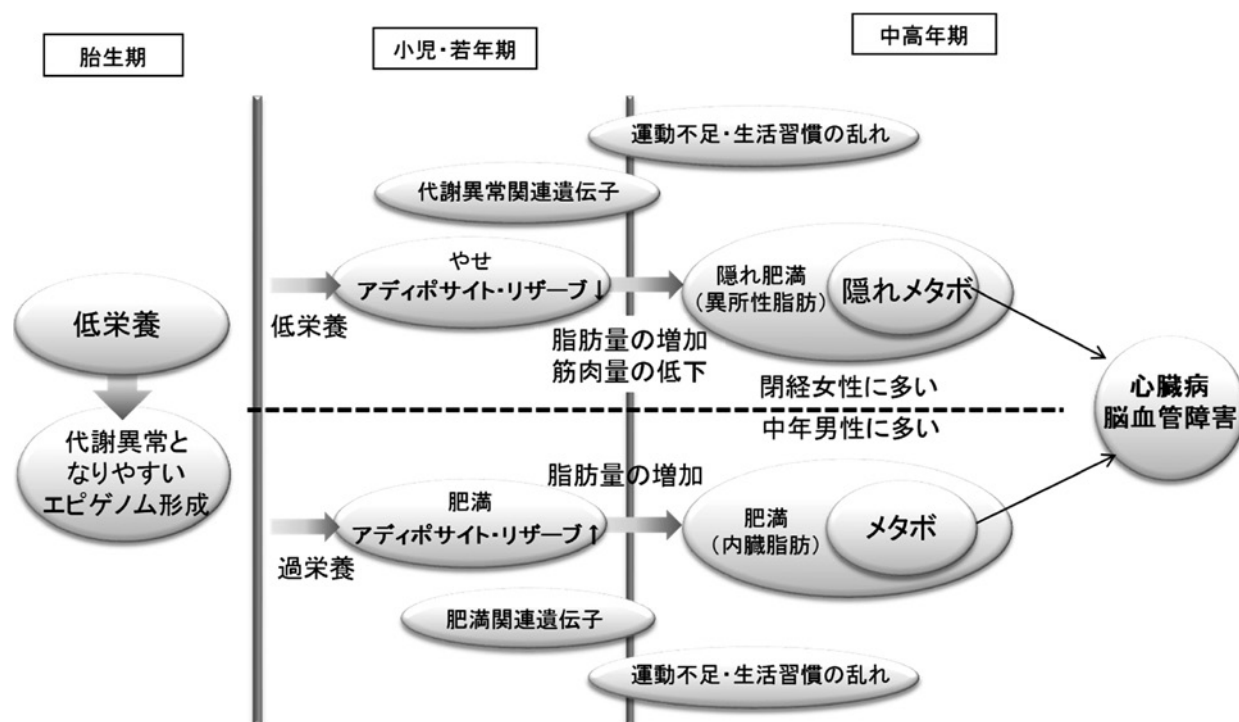 胎生期
小児・若年期
中高年期
運動不足・生活習慣の乱れ
代謝異常関連遺伝子
やせ
アディポサイト・リザーブ↓
低栄養
隠れ肥満
(異所性脂肪)
隠れメタボ
低栄養
脂肪量の増加
筋肉量の低下
閉経女性に多い
心臓病
脳血管障害
中年男性に多い
代謝異常と
なりやすい
エピゲノム形成
脂肪量の増加
肥満
アディポサイト・リザーブ↑
過栄養
肥満
(内臓脂肪)
メタボ
肥満関連遺伝子
運動不足・生活習慣の乱れ